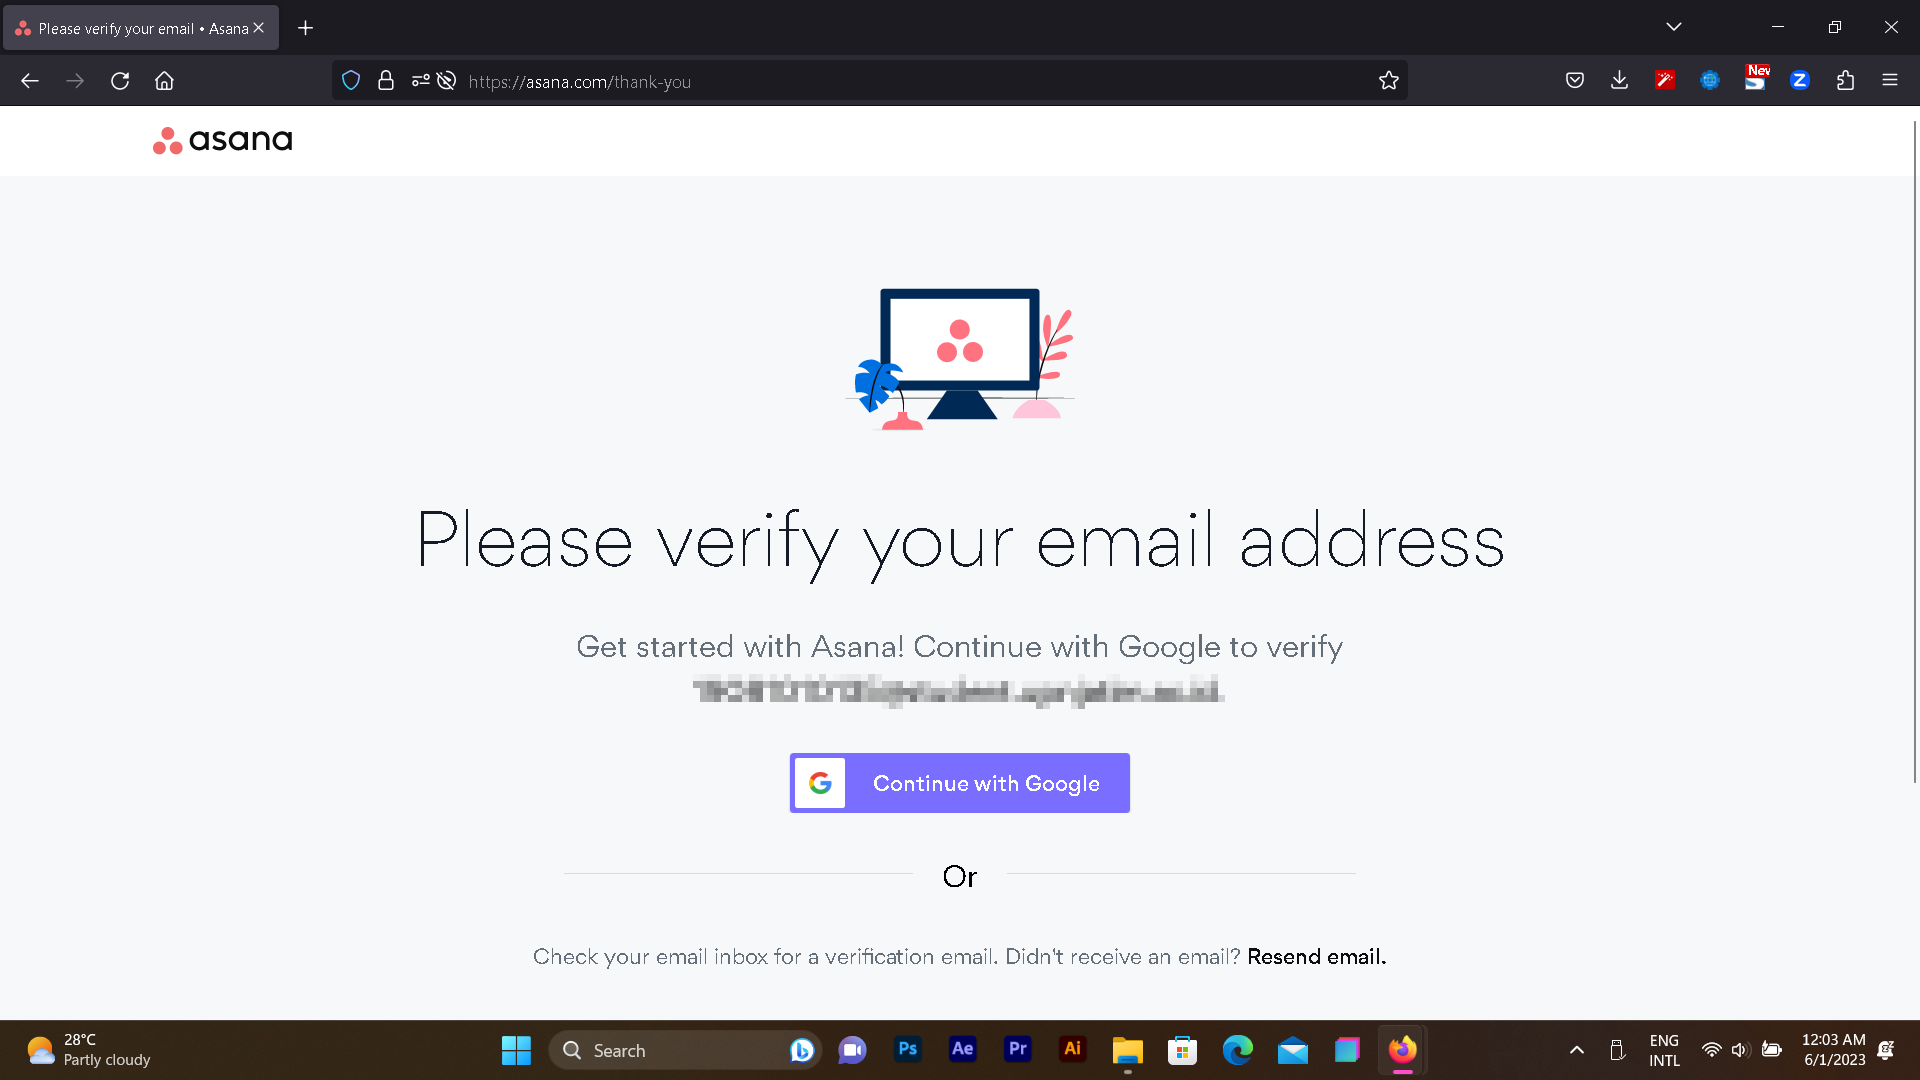 Please verify your email • Asana
https://asana.com/thank-you
New
asana
Please verify your email address
Get started with Asana! Continue with Google to verify
Continue with Google
Or
Check your email inbox for a verification email. Didn't receive an email? Resend email.
28°C
Partly cloudy
Search
Ps
Ae
Pr
Ai
ENG
INTL
12:03 AM
6/1/2023